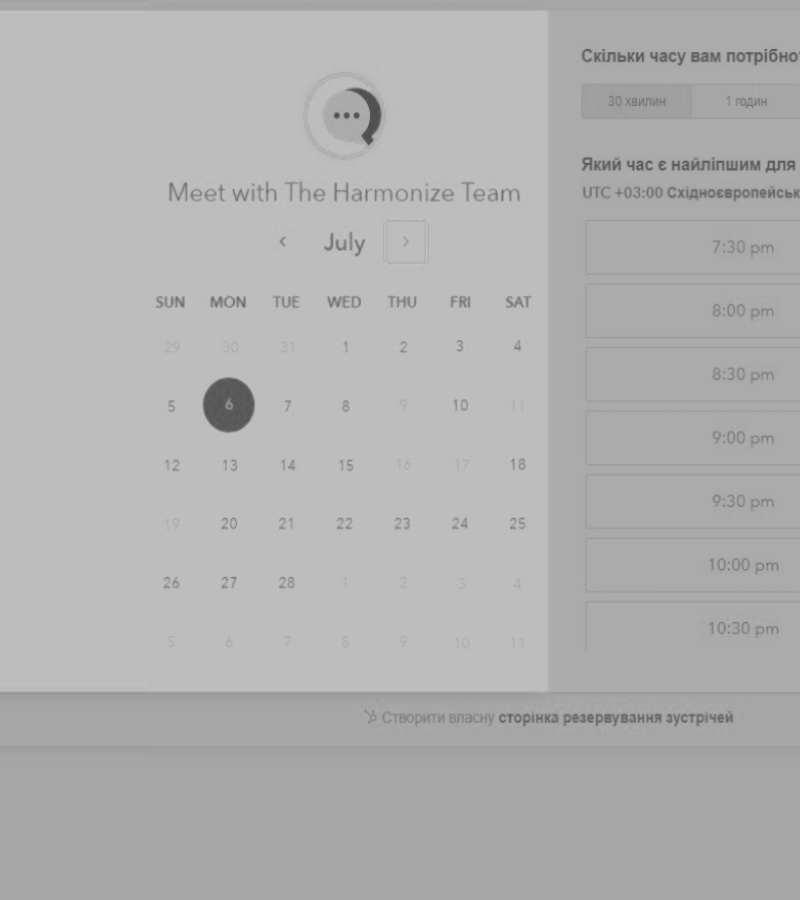 Meet with The Harmonize Team
July
SUN MON TUE WED THU FRI SAT
29 30 31 1 2 3 4
5 6 7 8 9 10 11
12 13 14 15 16 17 18
19 20 21 22 23 24 25
26 27 28 1 2 3 4
5 6 7 8 9 10 11
Скільки часу вам потрібно
30 хвилин 1 годин
Який час є найліпшим для
UTC +03:00
7:30 pm
8:00 pm
8:30 pm
9:00 pm
9:30 pm
10:00 pm
10:30 pm
Створити власну сторінка резервування зустрічей